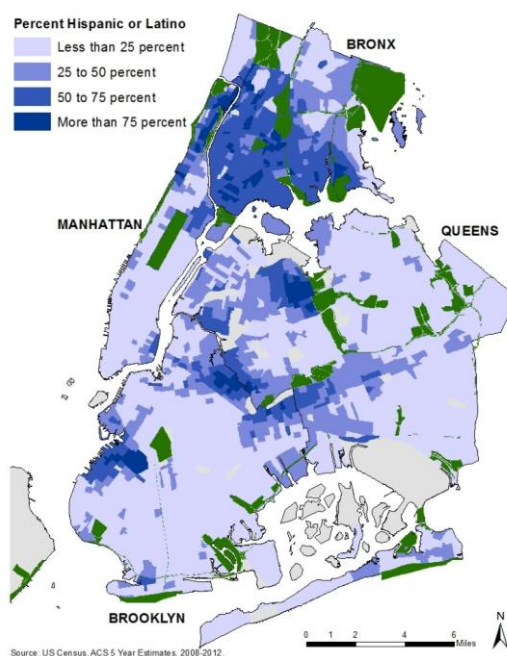 Percent Hispanic or Latino
Less than 25 percent
25 to 50 percent
50 to 75 percent
More than 75 percent
BRONX
MANHATTAN
QUEENS
BROOKLYN
N
0 2 4 6
Miles
Source: US Census, ACS 5 Year Estimates, 2008-2012.